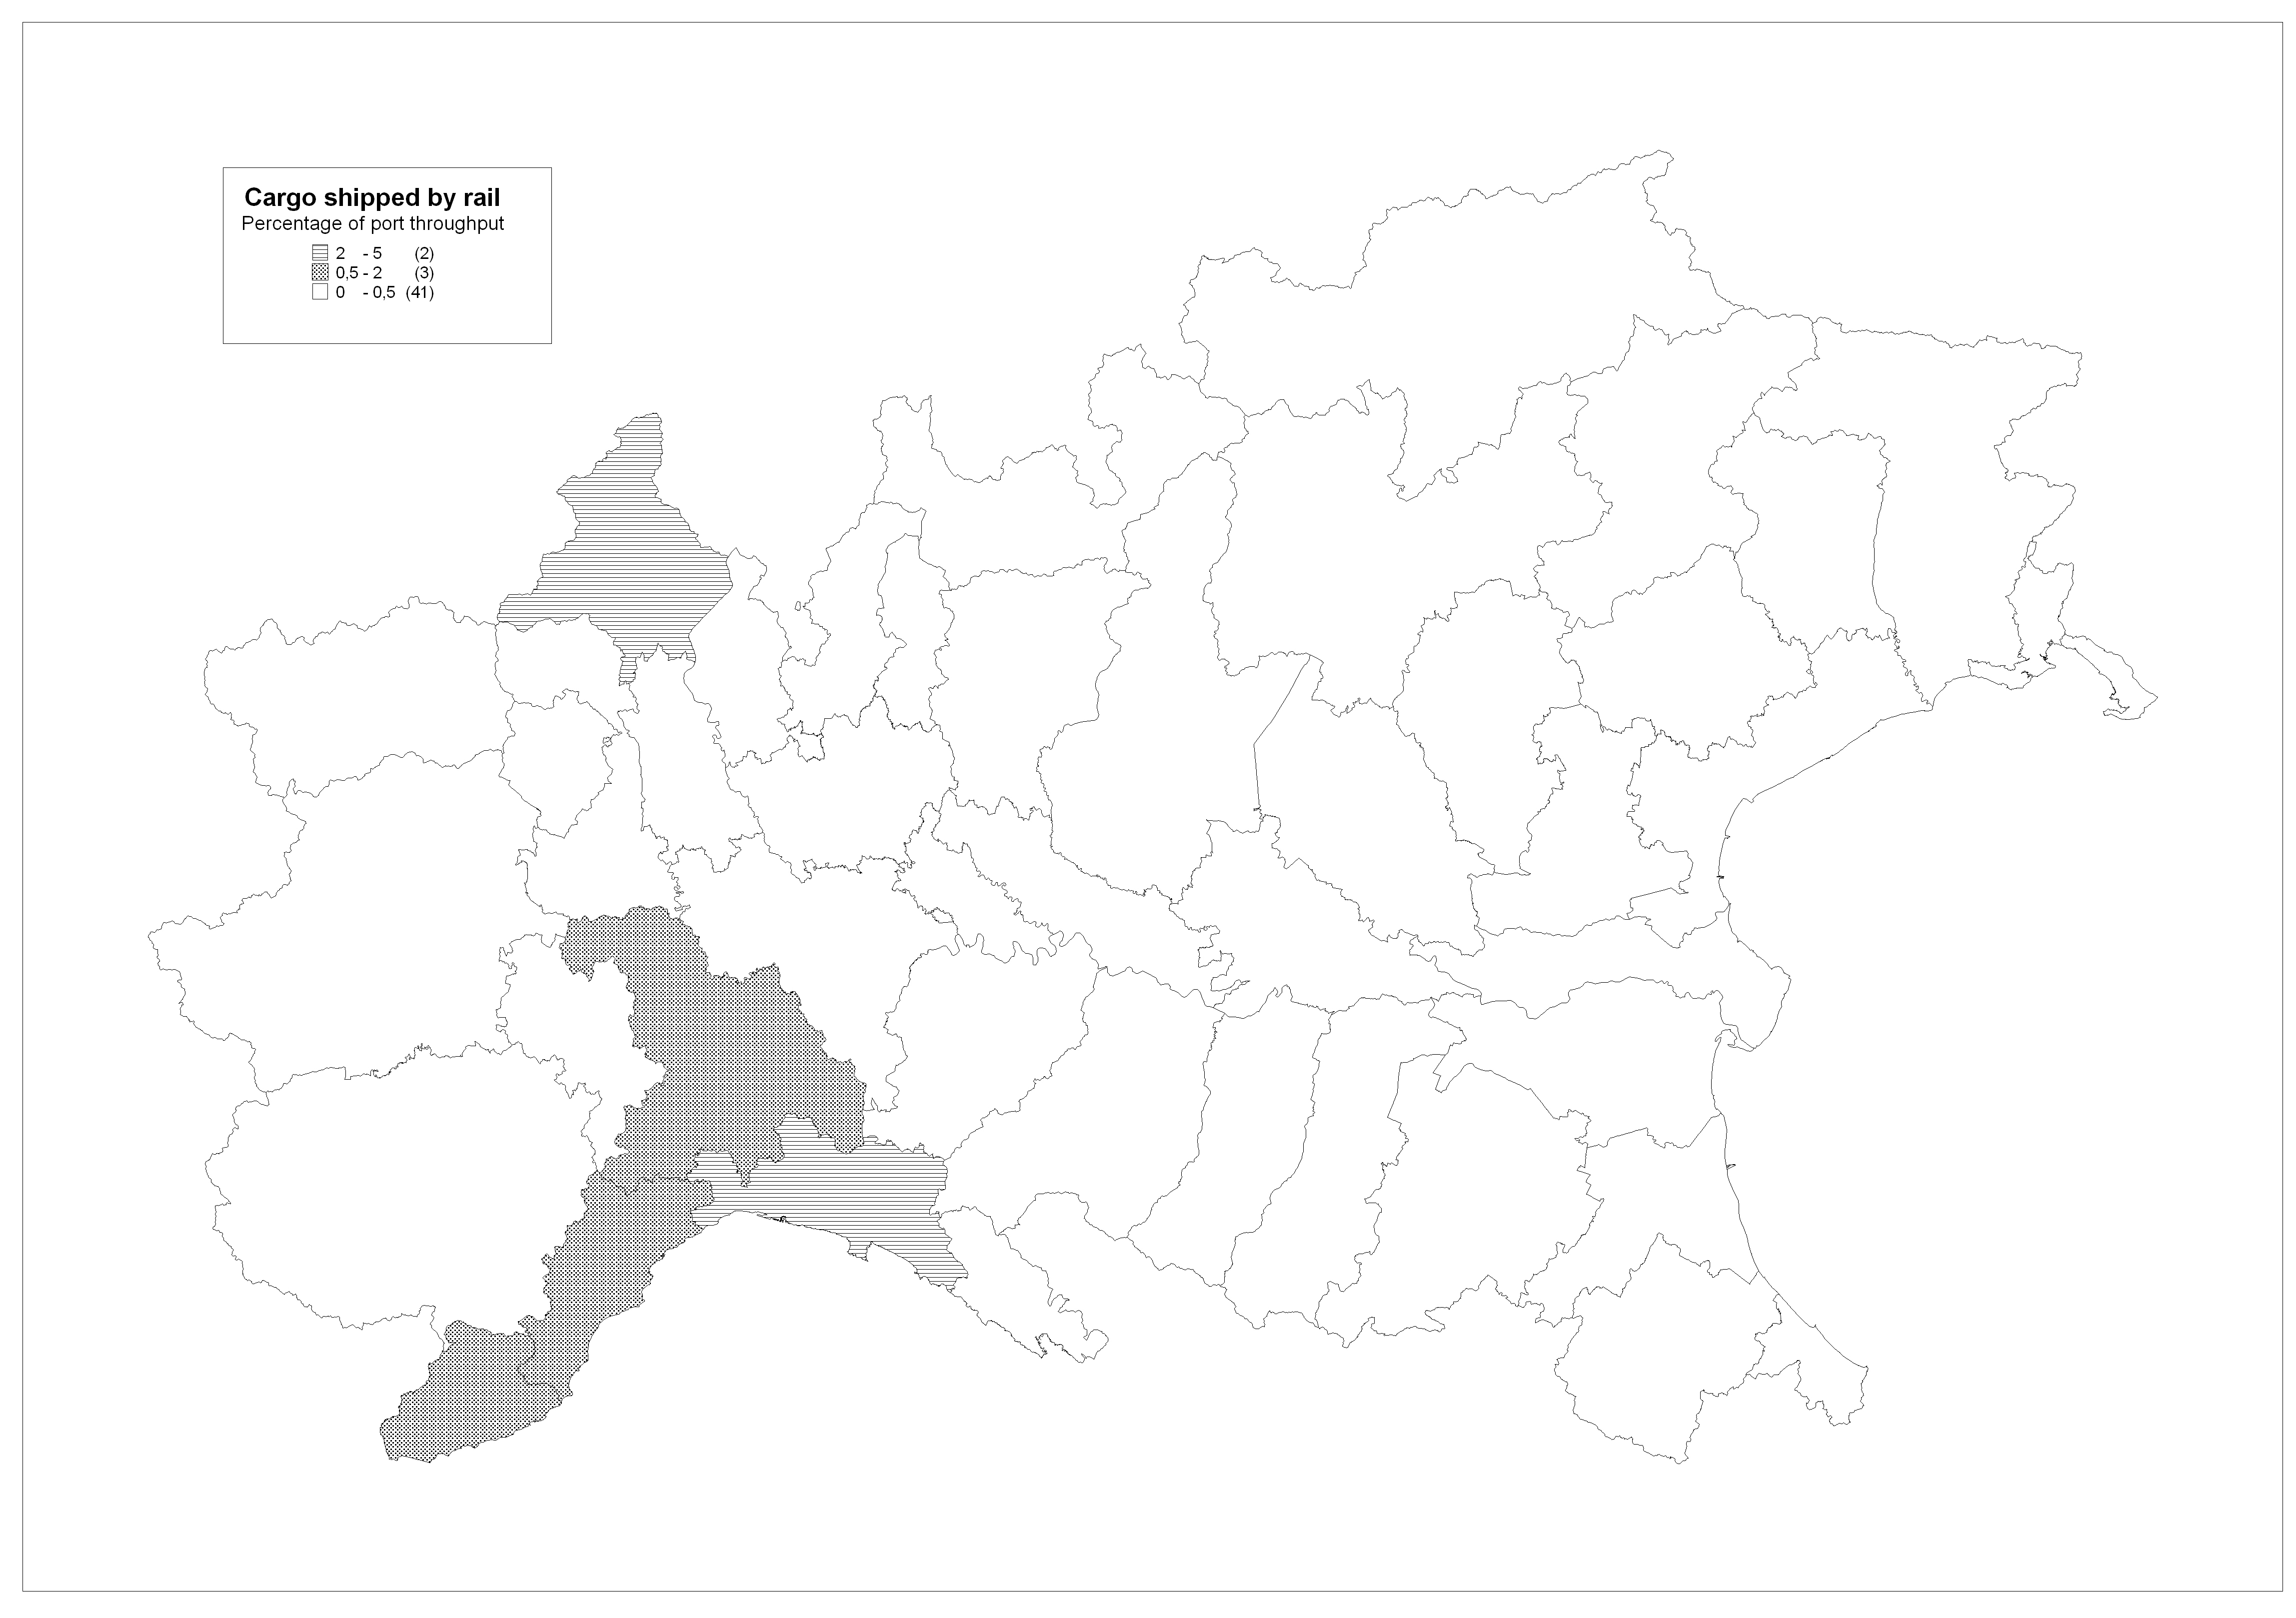 Cargo shipped by rail
Percentage of port throughput
2 - 5 (2)
0,5 - 2 (3)
0 - 0,5 (41)